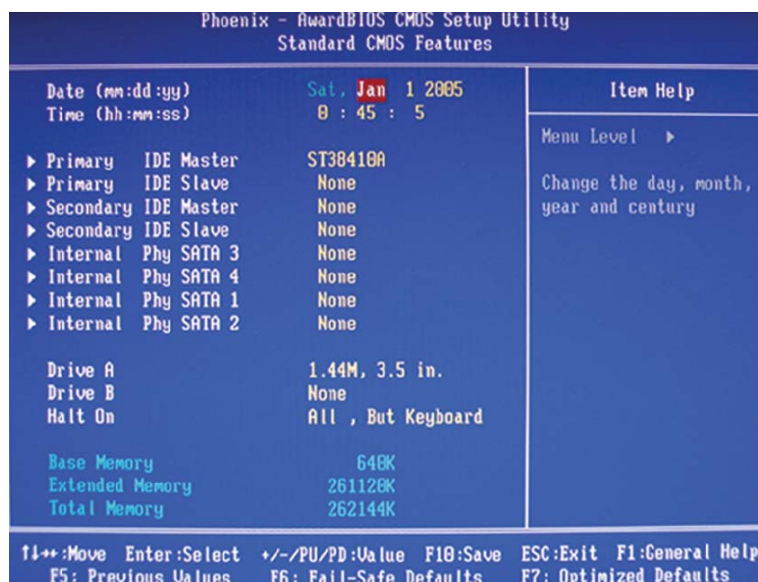 Phoenix - AwardBIOS CMOS Setup Utility
Standard CMOS Features
Date (mm:dd:yy) Sat, Jan 1 2005
Time (hh:mm:ss) 0 : 45 : 5
Primary IDE Master ST38410A
Primary IDE Slave None
Secondary IDE Master None
Secondary IDE Slave None
Internal Phy SATA 3 None
Internal Phy SATA 4 None
Internal Phy SATA 1 None
Internal Phy SATA 2 None
Drive A 1.44M, 3.5 in.
Drive B None
Halt On All , But Keyboard
Base Memory 640K
Extended Memory 261120K
Total Memory 262144K
Item Help
Menu Level
Change the day, month,
year and century
↑↓→←:Move Enter:Select +/-/PU/PD:Value F10:Save ESC:Exit F1:General Help
F5: Previous Values F6: Fail-Safe Defaults F7: Optimized Defaults